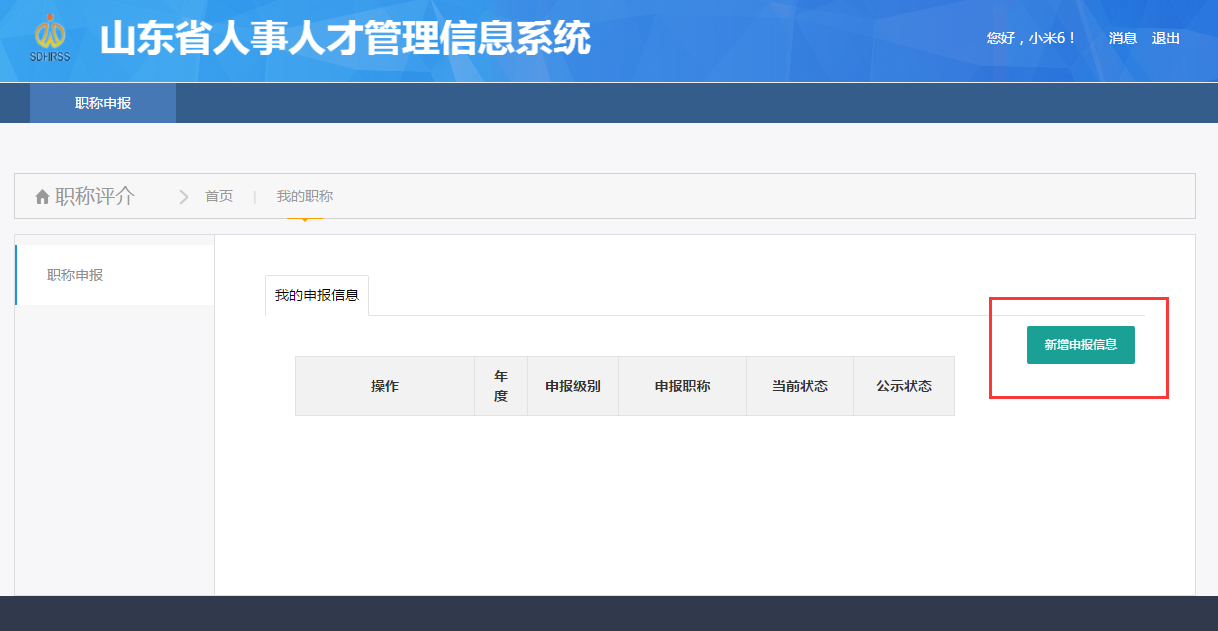 SDHRSS
山东省人事人才管理信息系统
您好，小米6！ 消息 退出
职称申报
职称评介 首页 | 我的职称
职称申报
我的申报信息
新增申报信息
操作 年度 申报级别 申报职称 当前状态 公示状态